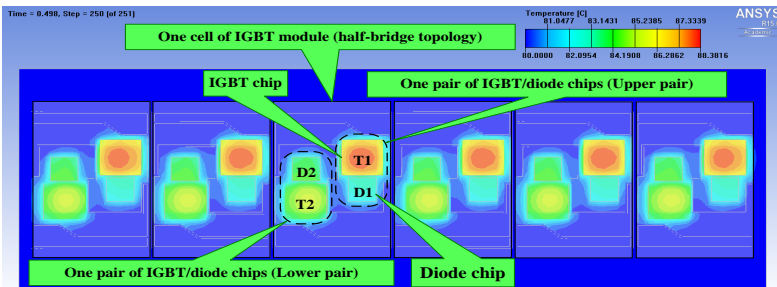 Time = 0.498, Step = 250 (of 251)
Temperature [C]
81.0477 83.1431 85.2385 87.3339
80.0000 82.0954 84.1908 86.2862 88.3816
ANSYS
R15
Academic
One cell of IGBT module (half-bridge topology)
IGBT chip
One pair of IGBT/diode chips (Upper pair)
T1
D2
D1
T2
One pair of IGBT/diode chips (Lower pair)
Diode chip